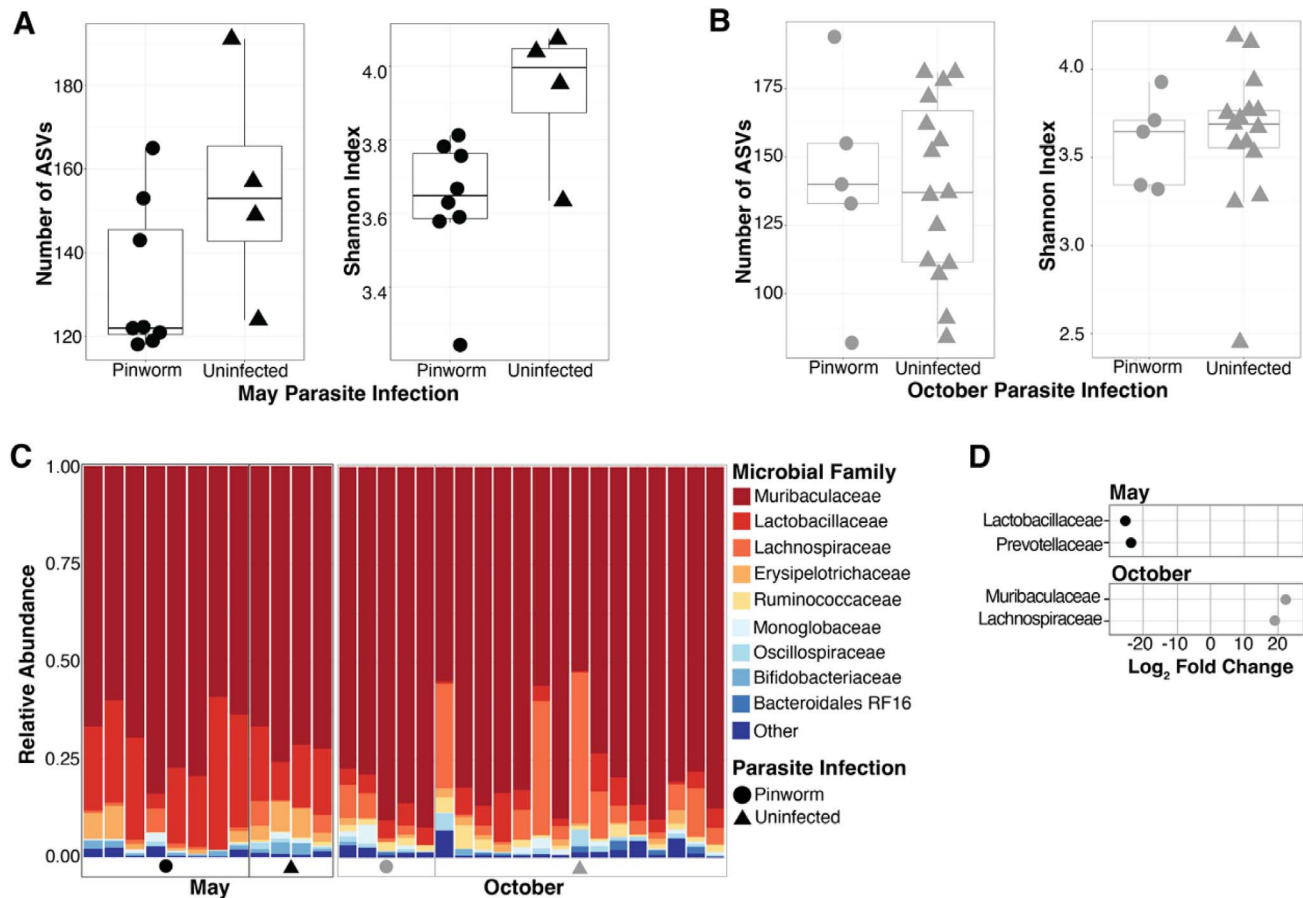 A
Number of ASVs
180
160
140
120
Pinworm Uninfected
Shannon Index
4.0
3.8
3.6
3.4
Pinworm Uninfected
May Parasite Infection
B
Number of ASVs
175
150
125
100
Pinworm Uninfected
Shannon Index
4.0
3.5
3.0
2.5
Pinworm Uninfected
October Parasite Infection
C
Relative Abundance
1.00
0.75
0.50
0.25
0.00
May October
Microbial Family
Muribaculaceae
Lactobacillaceae
Lachnospiraceae
Erysipelotrichaceae
Ruminococcaceae
Monoglobaceae
Oscillospiraceae
Bifidobacteriaceae
Bacteroidales RF16
Other
Parasite Infection
Pinworm
Uninfected
D
May
Lactobacillaceae
Prevotellaceae
October
Muribaculaceae
Lachnospiraceae
-20 -10 0 10 20
Log₂ Fold Change